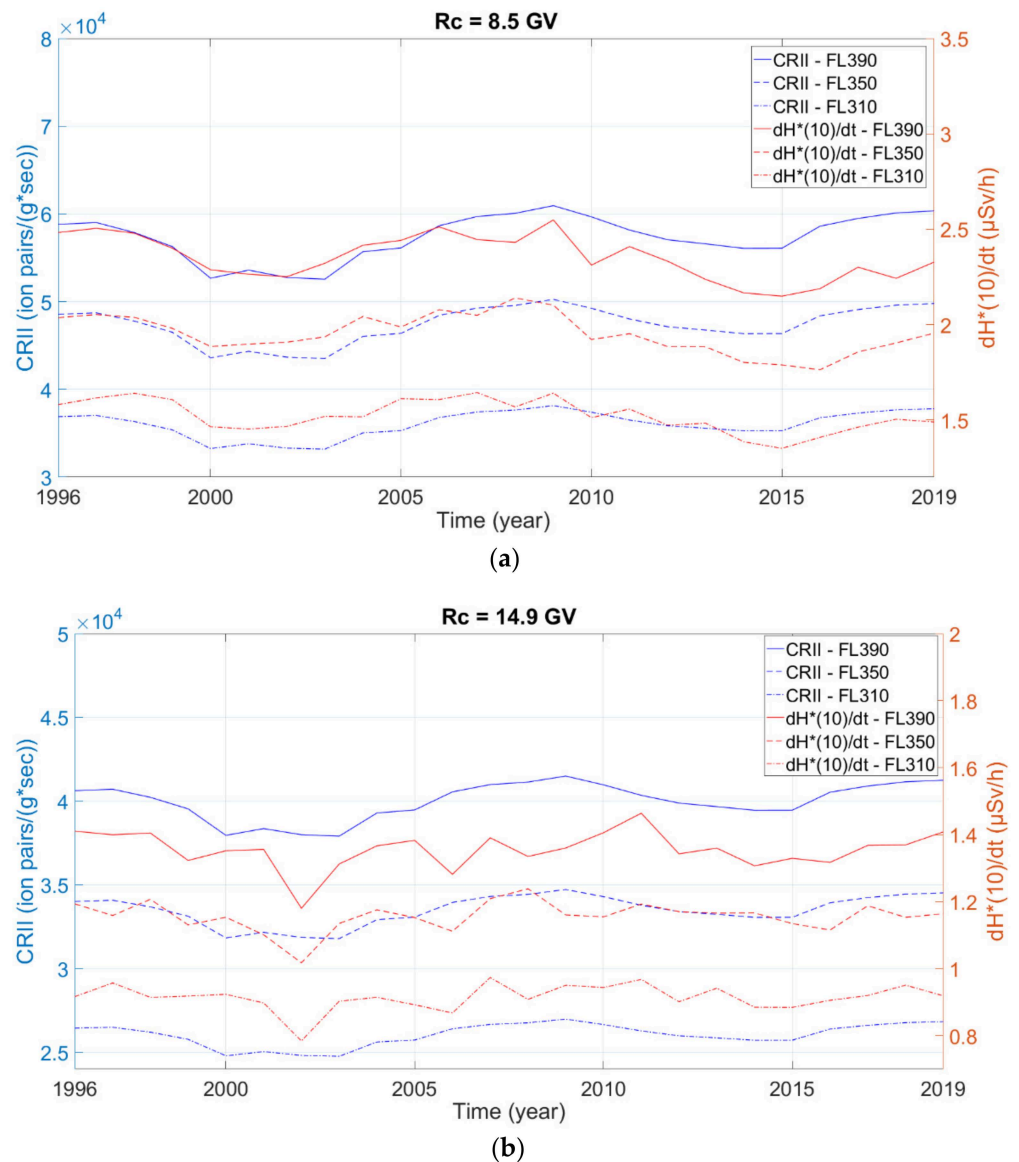 Rc = 8.5 GV
×10⁴
8
7
6
5
4
3
CRII (ion pairs/(g*sec))
3.5
3
2.5
2
1.5
dH*(10)/dt (µSv/h)
CRII - FL390
CRII - FL350
CRII - FL310
dH*(10)/dt - FL390
dH*(10)/dt - FL350
dH*(10)/dt - FL310
1996 2000 2005 2010 2015 2019
Time (year)
(a)
Rc = 14.9 GV
×10⁴
5
4.5
4
3.5
3
2.5
CRII (ion pairs/(g*sec))
2
1.8
1.6
1.4
1.2
1
0.8
dH*(10)/dt (µSv/h)
CRII - FL390
CRII - FL350
CRII - FL310
dH*(10)/dt - FL390
dH*(10)/dt - FL350
dH*(10)/dt - FL310
1996 2000 2005 2010 2015 2019
Time (year)
(b)